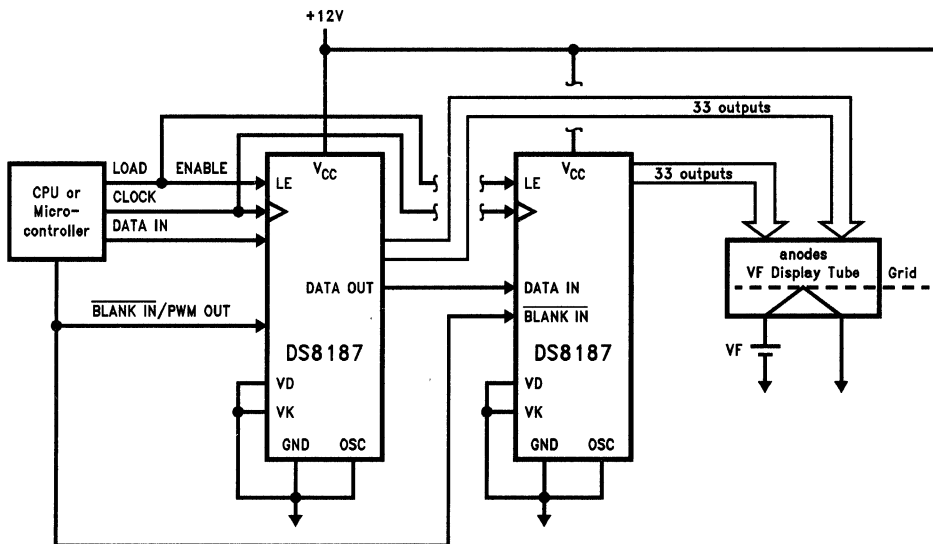 +12V
33 outputs
LOAD ENABLE
CLOCK
DATA IN
CPU or
Micro-
controller
LE
VCC
LE
VCC
33 outputs
anodes
VF Display Tube
Grid
DATA OUT
DATA IN
BLANK IN/PWM OUT
BLANK IN
DS8187
DS8187
VF
VD
VK
GND OSC
VD
VK
GND OSC